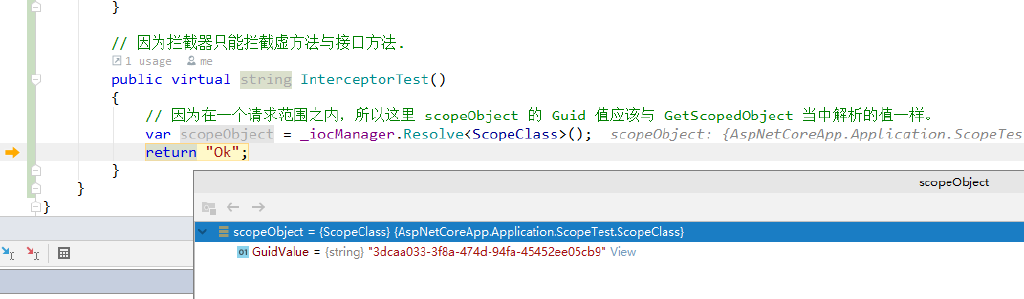 }
// 因为拦截器只能拦截虚方法与接口方法.
1 usage me
public virtual string InterceptorTest()
{
// 因为在一个请求范围之内，所以这里 scopeObject 的 Guid 值应该与 GetScopedObject 当中解析的值一样。
var scopeObject = _iocManager.Resolve<ScopeClass>(); scopeObject: {AspNetCoreApp.Application.ScopeTest
return "Ok";
}
}
}
scopeObject
scopeObject = {ScopeClass} {AspNetCoreApp.Application.ScopeTest.ScopeClass}
01 GuidValue = {string} "3dcaa033-3f8a-474d-94fa-45452ee05cb9" View